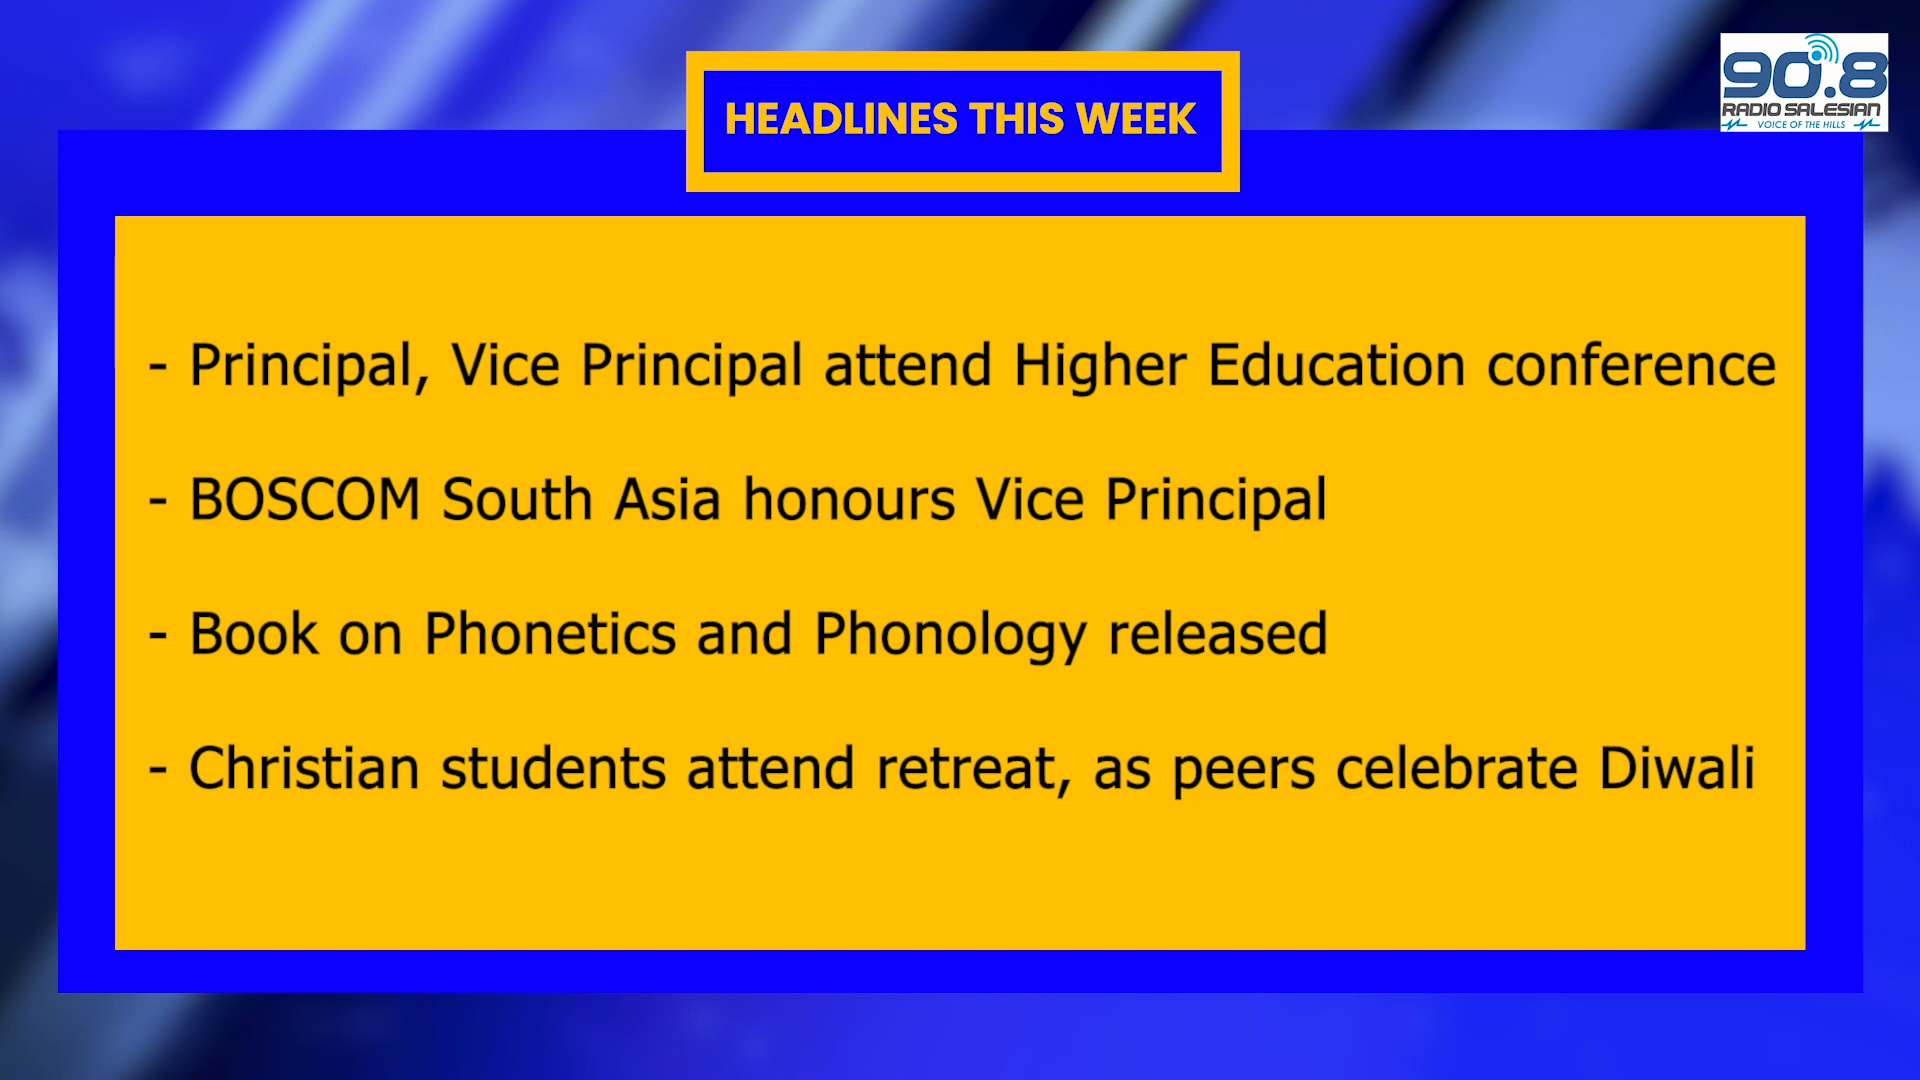 HEADLINES THIS WEEK
90.8
RADIO SALESIAN
VOICE OF THE HILLS
- Principal, Vice Principal attend Higher Education conference
- BOSCOM South Asia honours Vice Principal
- Book on Phonetics and Phonology released
- Christian students attend retreat, as peers celebrate Diwali